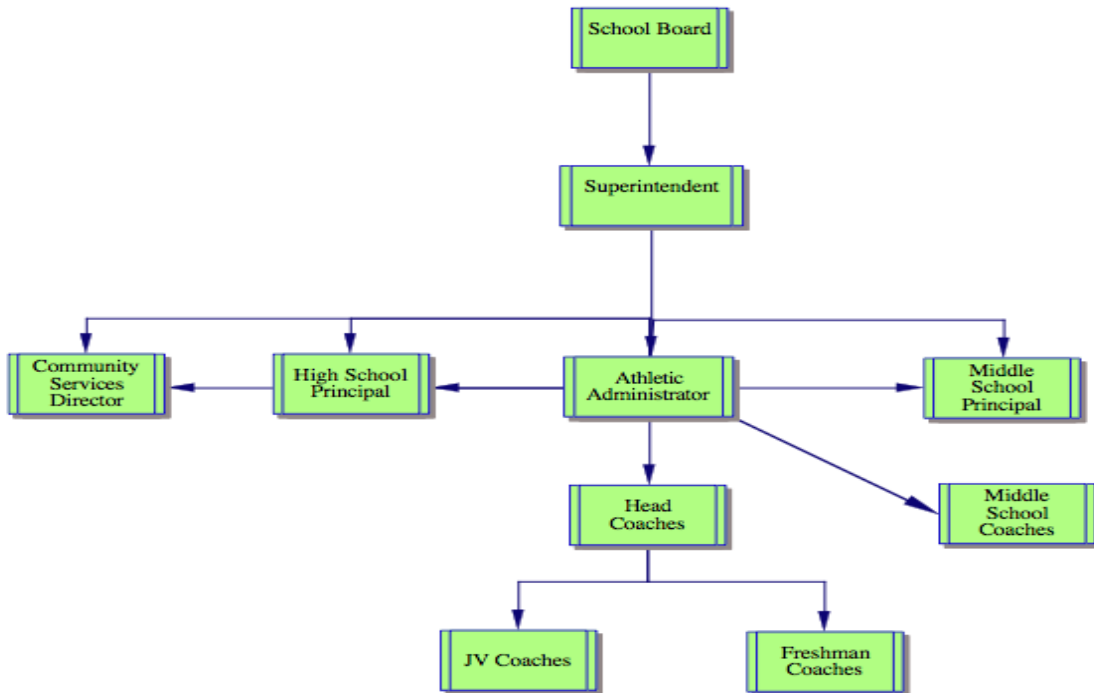 School Board
Superintendent
Community
Services
Director
High School
Principal
Athletic
Administrator
Middle
School
Principal
Head
Coaches
Middle
School
Coaches
JV Coaches
Freshman
Coaches